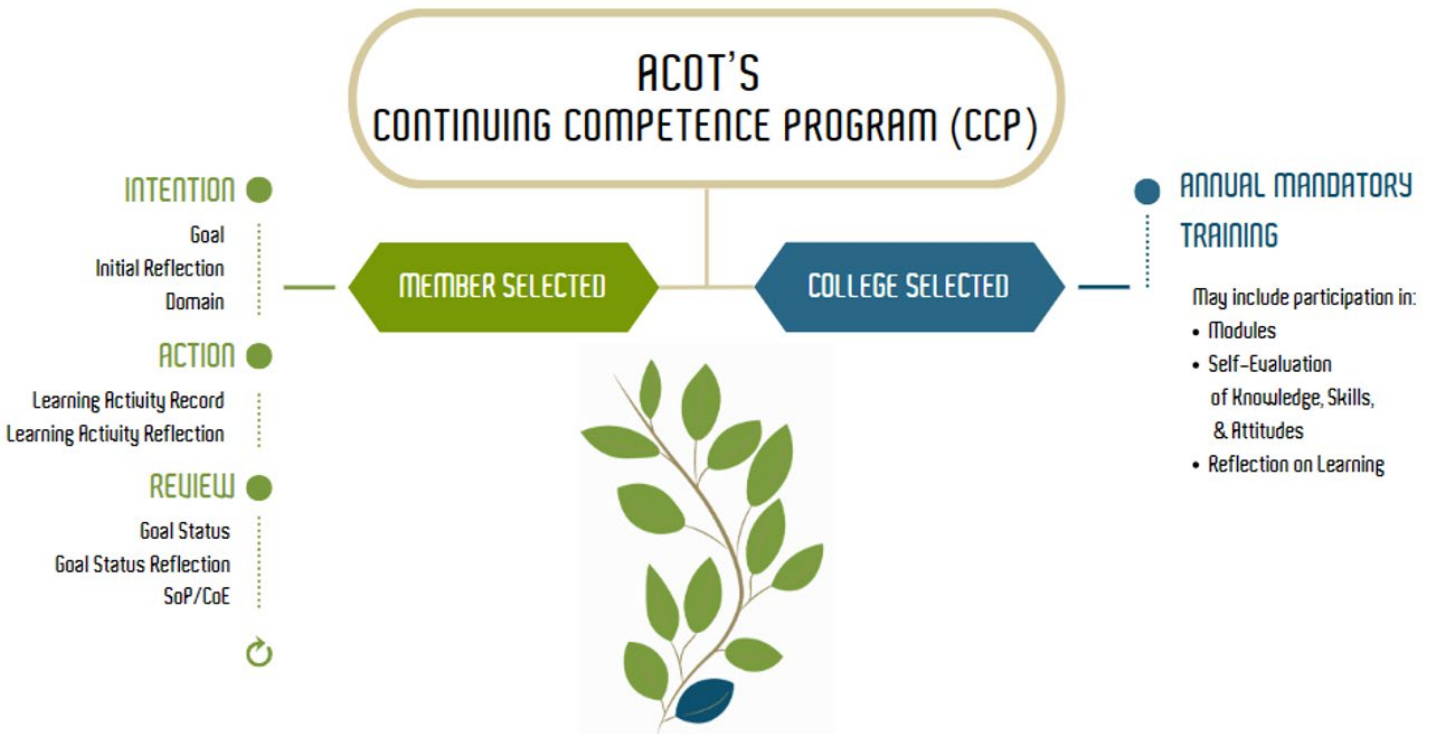 ACOT'S
CONTINUING COMPETENCE PROGRAM (CCP)
INTENTION
Goal
Initial Reflection
Domain
ACTION
Learning Activity Record
Learning Activity Reflection
REVIEW
Goal Status
Goal Status Reflection
SoP/CoE
MEMBER SELECTED
COLLEGE SELECTED
ANNUAL MANDATORY
TRAINING
May include participation in:
• Modules
• Self-Evaluation
of Knowledge, Skills,
& Attitudes
• Reflection on Learning